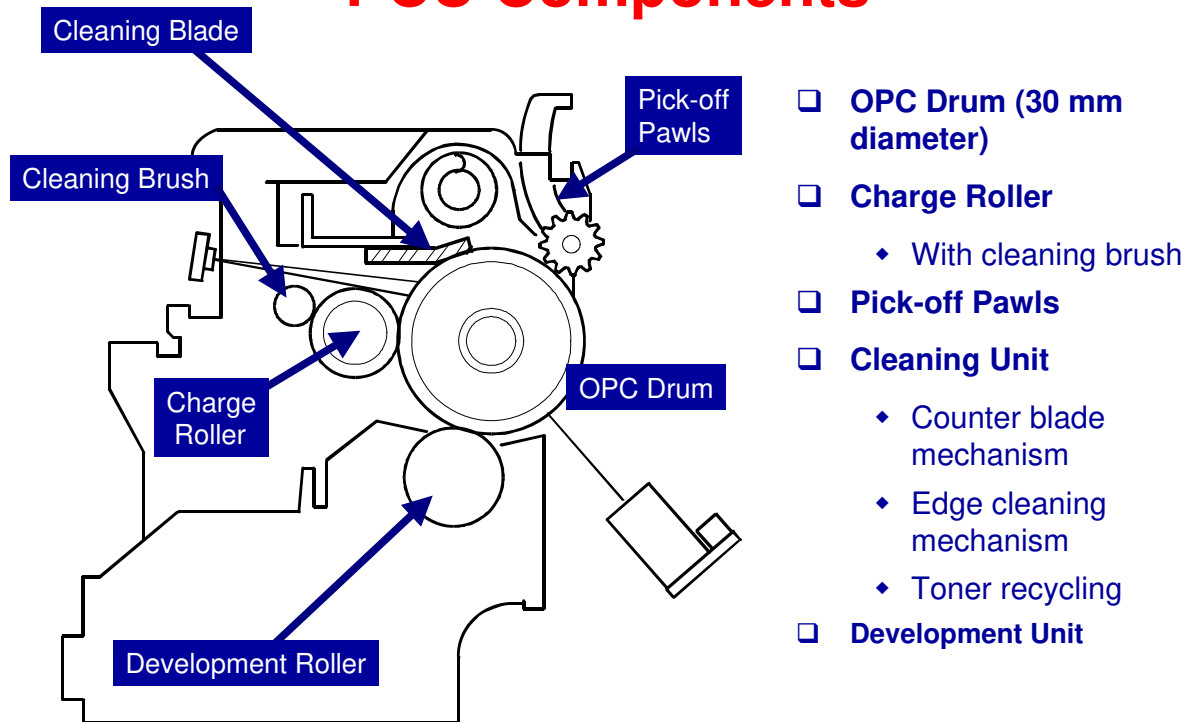 PCU Components
Cleaning Blade
Pick-off
Pawls
Cleaning Brush
Charge
Roller
OPC Drum
Development Roller
❑ OPC Drum (30 mm
diameter)
❑ Charge Roller
◆ With cleaning brush
❑ Pick-off Pawls
❑ Cleaning Unit
◆ Counter blade
mechanism
◆ Edge cleaning
mechanism
◆ Toner recycling
❑ Development Unit